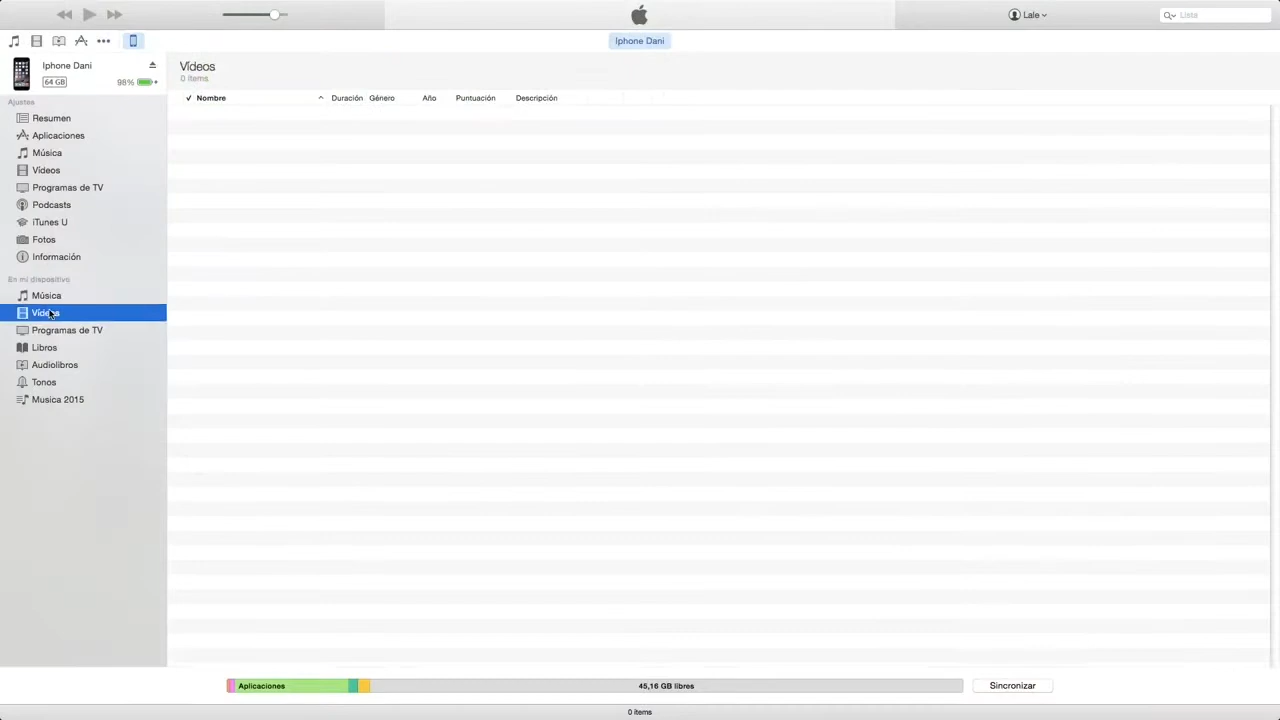 Lale
Lista
Iphone Dani
Iphone Dani
64 GB
98%
Vídeos
0 ítems
Nombre
Duración
Género
Año
Puntuación
Descripción
Ajustes
Resumen
Aplicaciones
Música
Vídeos
Programas de TV
Podcasts
iTunes U
Fotos
Información
En mi dispositivo
Música
Vídeos
Programas de TV
Libros
Audiolibros
Tonos
Musica 2015
Aplicaciones
45,16 GB libres
Sincronizar
0 ítems